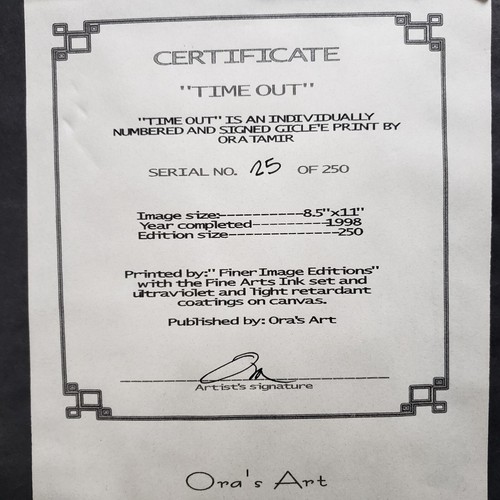 CERTIFICATE
"TIME OUT"
"TIME OUT" IS AN INDIVIDUALLY
NUMBERED AND SIGNED GICLE'E PRINT BY
ORA TAMIR
SERIAL NO. 25 OF 250
Image size:-----------8.5"x11"
Year completed----------1998
Edition size---------------250
Printed by:" Finer Image Editions"
with the Fine Arts Ink set and
ultraviolet and light retardant
coatings on canvas.
Published by: Ora's Art
Ora
Artist's signature
Ora's Art